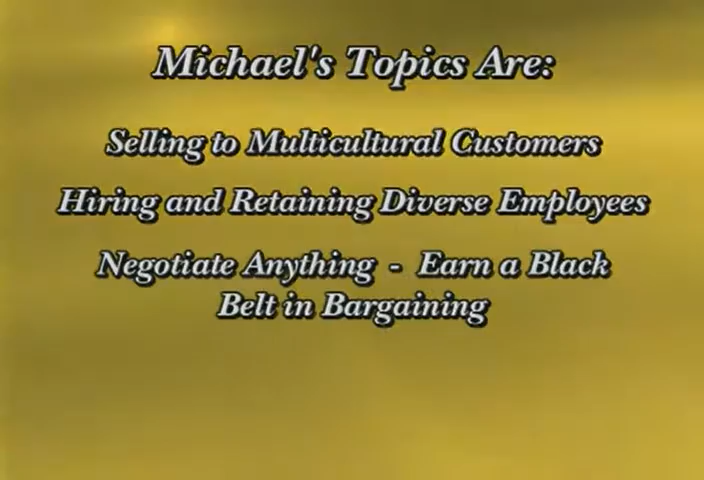 Michael's Topics Are:
Selling to Multicultural Customers
Hiring and Retaining Diverse Employees
Negotiate Anything - Earn a Black
Belt in Bargaining